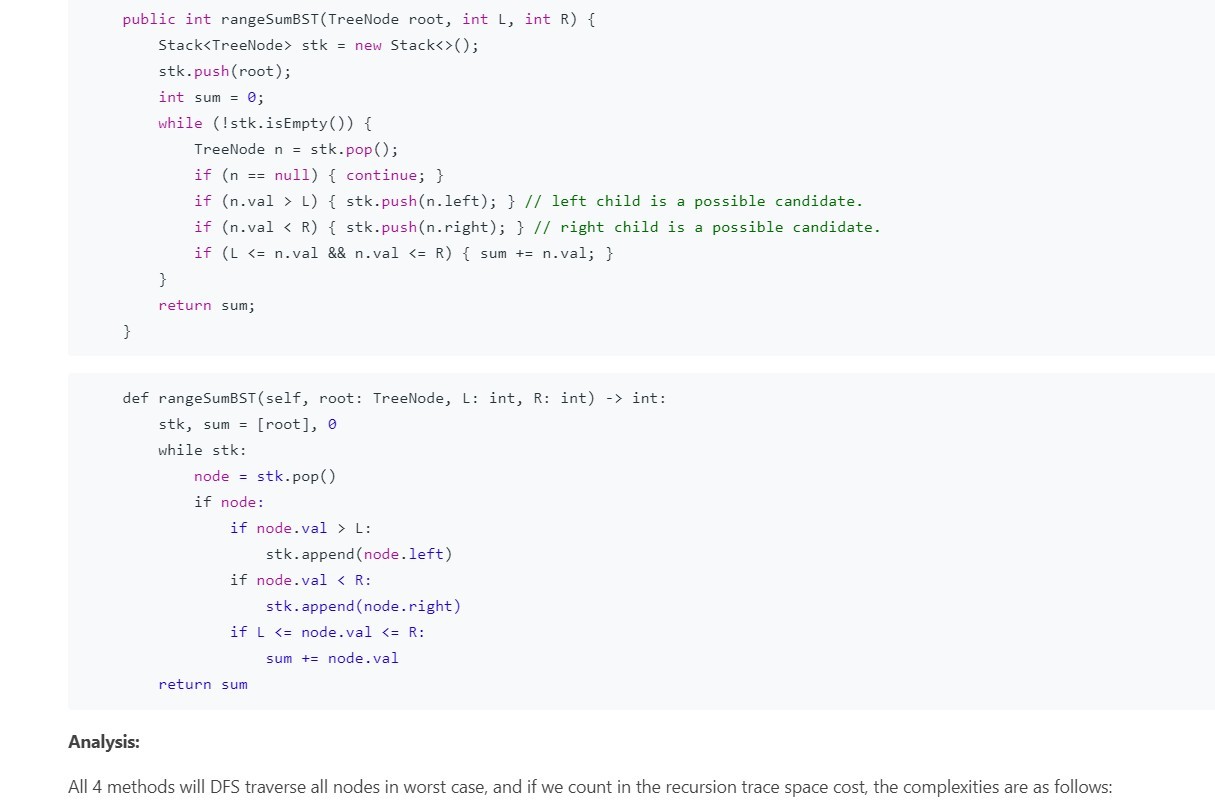 public int rangeSumBST(TreeNode root, int L, int R) {
Stack<TreeNode> stk = new Stack<>();
stk.push(root);
int sum = 0;
while (!stk.isEmpty()) {
TreeNode n = stk.pop();
if (n == null) { continue; }
if (n.val > L) { stk.push(n.left); } // left child is a possible candidate.
if (n.val < R) { stk.push(n.right); } // right child is a possible candidate.
if (L <= n.val && n.val <= R) { sum += n.val; }
}
return sum;
}
def rangeSumBST(self, root: TreeNode, L: int, R: int) -> int:
stk, sum = [root], 0
while stk:
node = stk.pop()
if node:
if node.val > L:
stk.append(node.left)
if node.val < R:
stk.append(node.right)
if L <= node.val <= R:
sum += node.val
return sum
Analysis:
All 4 methods will DFS traverse all nodes in worst case, and if we count in the recursion trace space cost, the complexities are as follows: